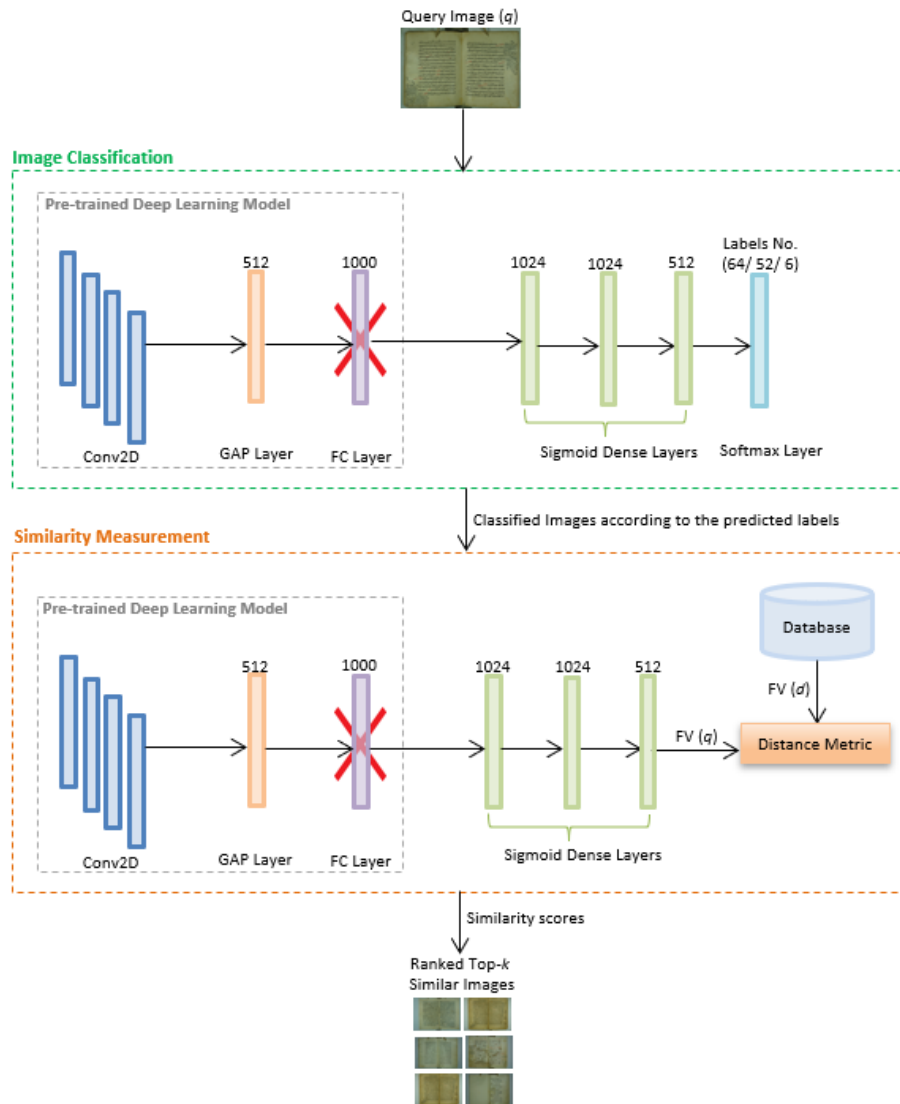 Query Image (q)
Image Classification
Pre-trained Deep Learning Model
Labels No.
(64/ 52/ 6)
512
1000
1024
1024
512
Conv2D
GAP Layer
FC Layer
Sigmoid Dense Layers
Softmax Layer
Classified Images according to the predicted labels
Similarity Measurement
Pre-trained Deep Learning Model
Database
512
1000
1024
1024
512
FV (d)
FV (q)
Distance Metric
Conv2D
GAP Layer
FC Layer
Sigmoid Dense Layers
Similarity scores
Ranked Top-k
Similar Images